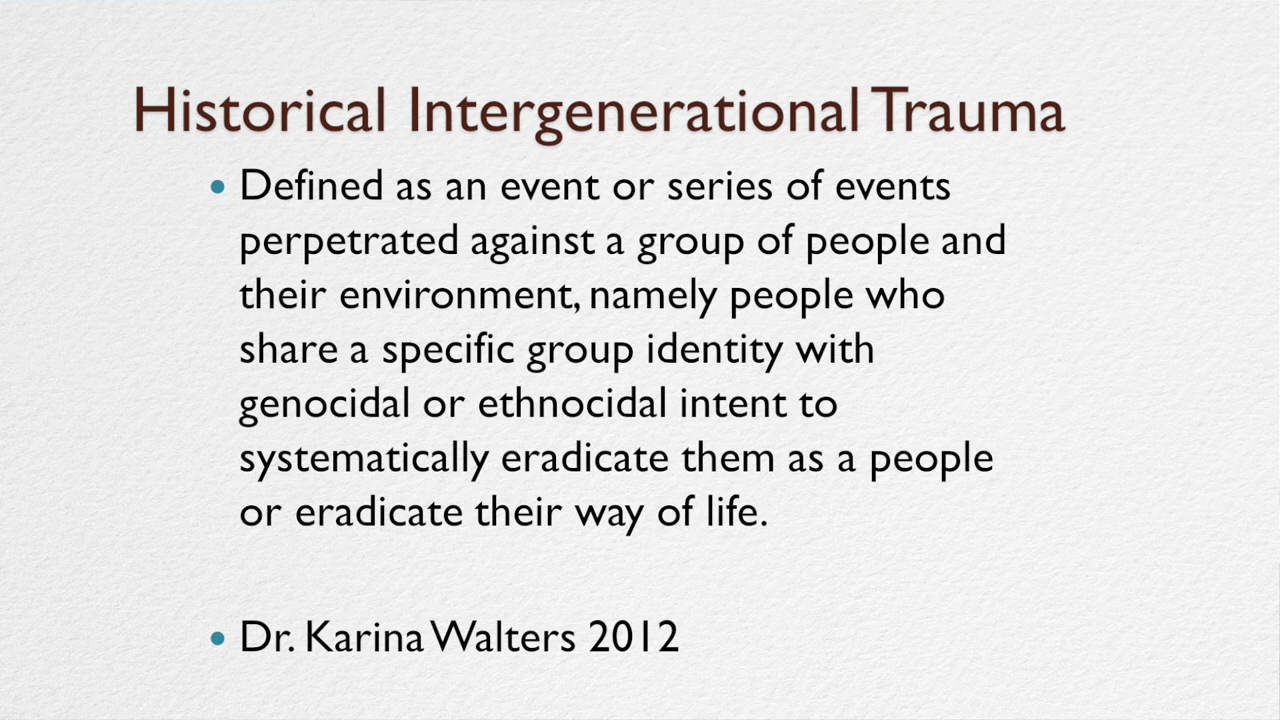 Historical Intergenerational Trauma
• Defined as an event or series of events
perpetrated against a group of people and
their environment, namely people who
share a specific group identity with
genocidal or ethnocidal intent to
systematically eradicate them as a people
or eradicate their way of life.
• Dr. Karina Walters 2012